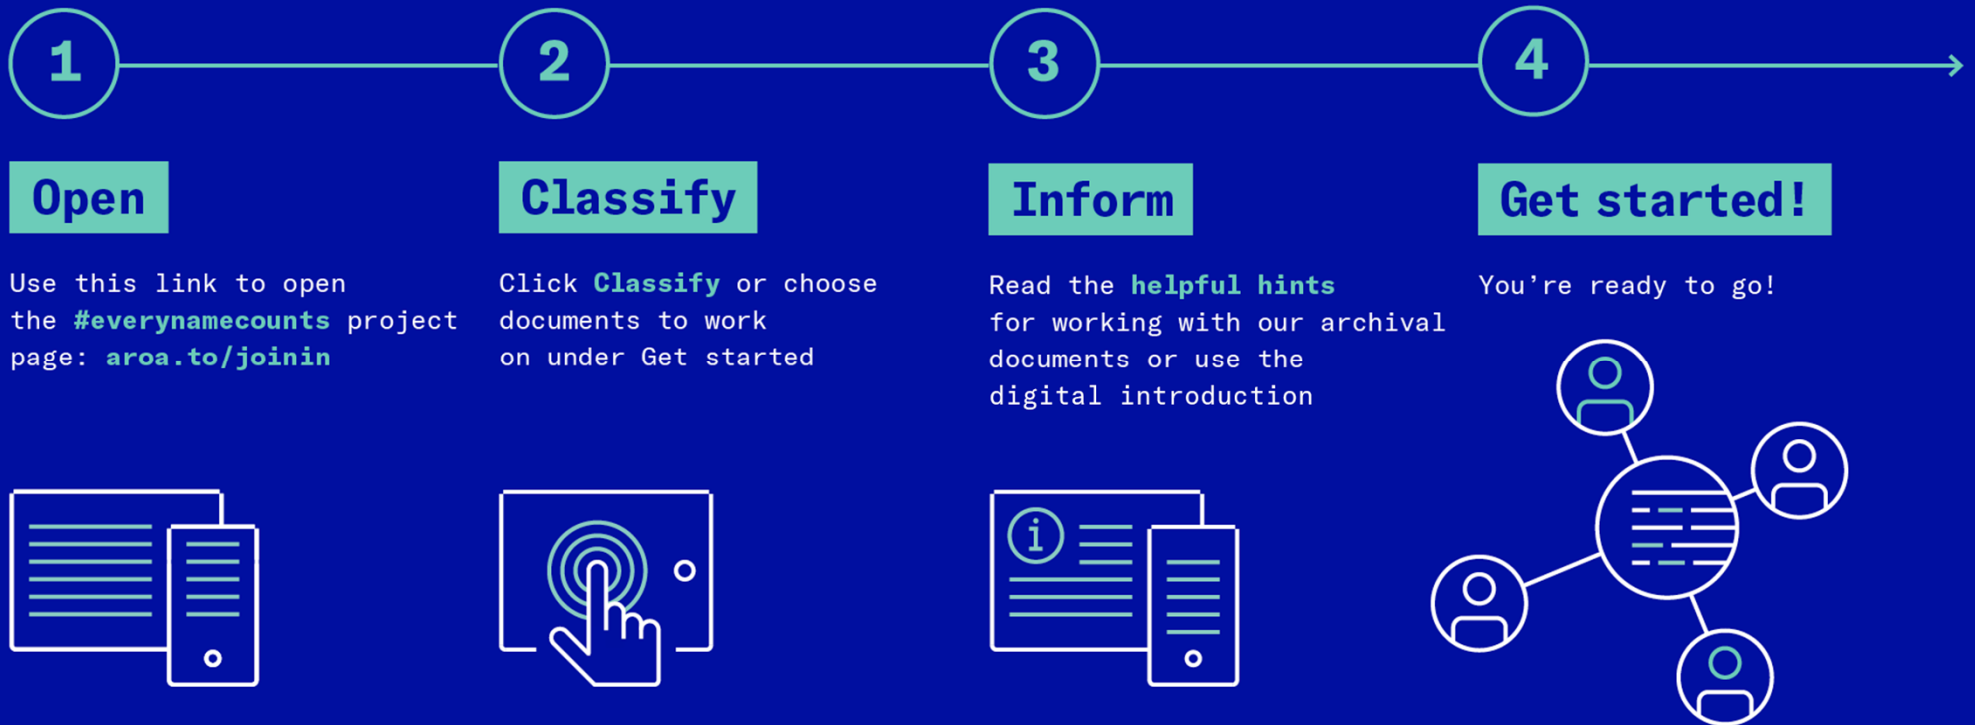 1
2
3
4
Open
Use this link to open
the #everynamecounts project
page: aroa.to/joinin
Classify
Click Classify or choose
documents to work
on under Get started
Inform
Read the helpful hints
for working with our archival
documents or use the
digital introduction
i
Get started!
You’re ready to go!